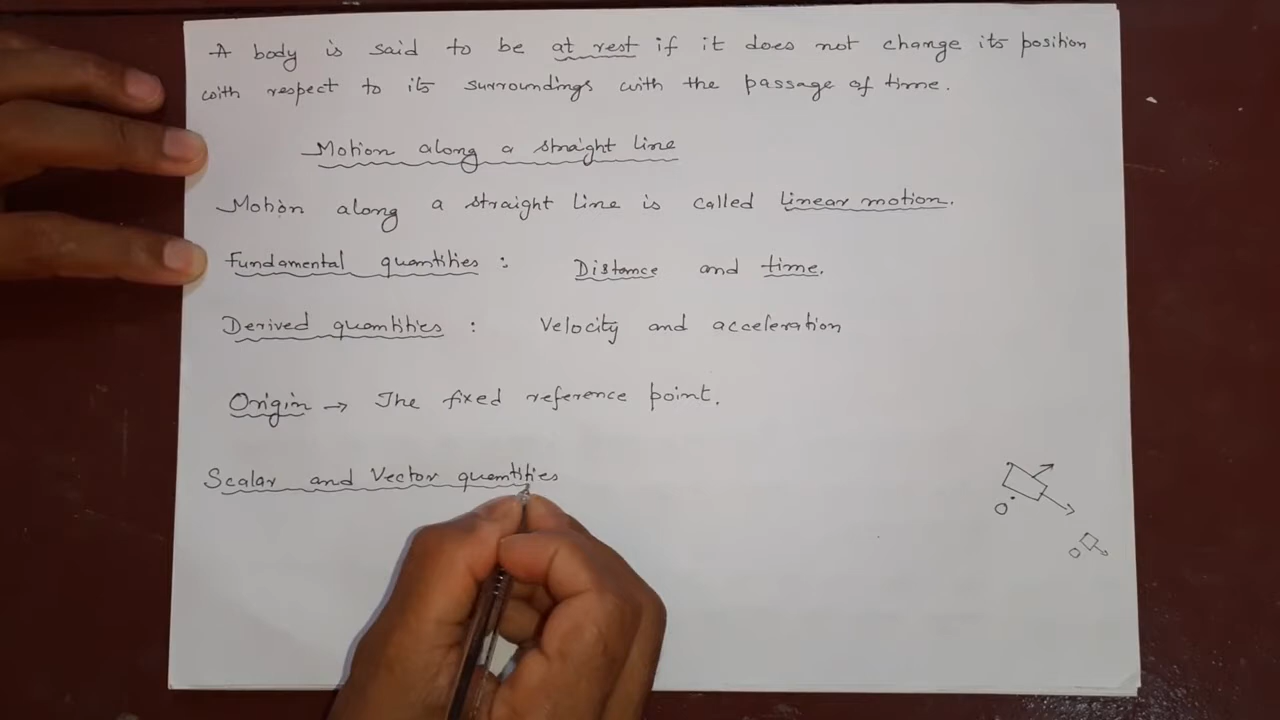 A body is said to be at rest if it does not change its position
with respect to its surroundings with the passage of time.
Motion along a straight line
Motion along a straight line is called Linear motion.
Fundamental quantities : Distance and time.
Derived quantities : Velocity and acceleration
Origin → The fixed reference point.
Scalar and Vector quantities
O
O